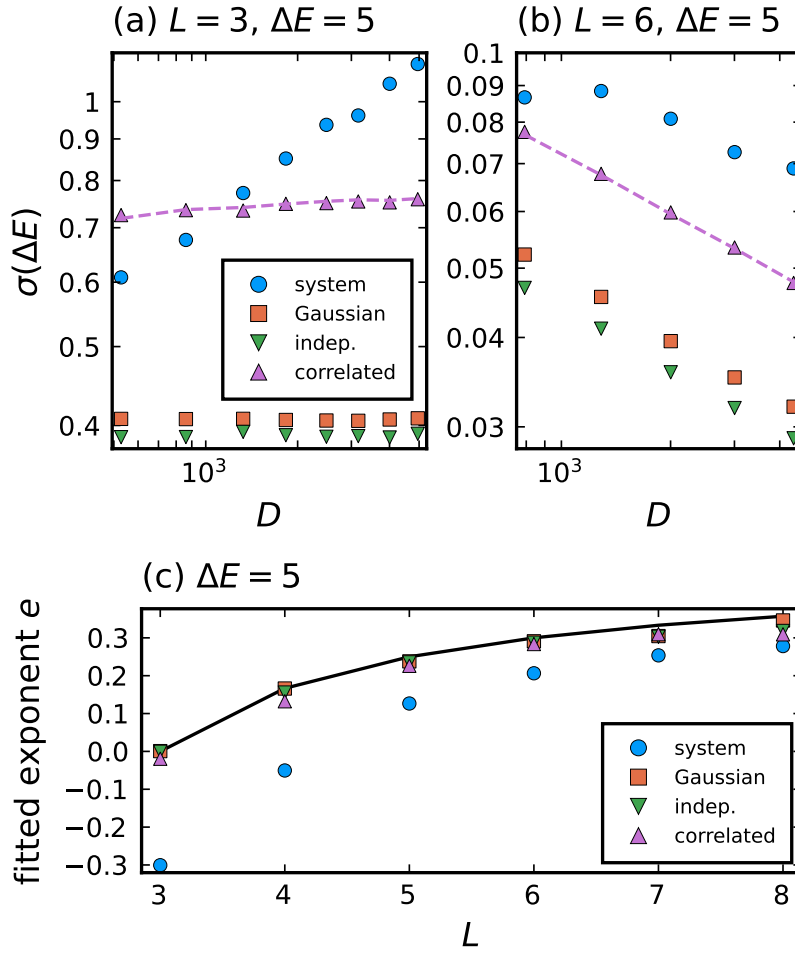 (a) L = 3, ΔE = 5
(b) L = 6, ΔE = 5
σ(ΔE)
1
0.9
0.8
0.7
0.6
0.5
0.4
system
Gaussian
indep.
correlated
10³
D
0.1
0.09
0.08
0.07
0.06
0.05
0.04
0.03
10³
D
(c) ΔE = 5
fitted exponent e
0.3
0.2
0.1
0.0
−0.1
−0.2
−0.3
system
Gaussian
indep.
correlated
3 4 5 6 7 8
L